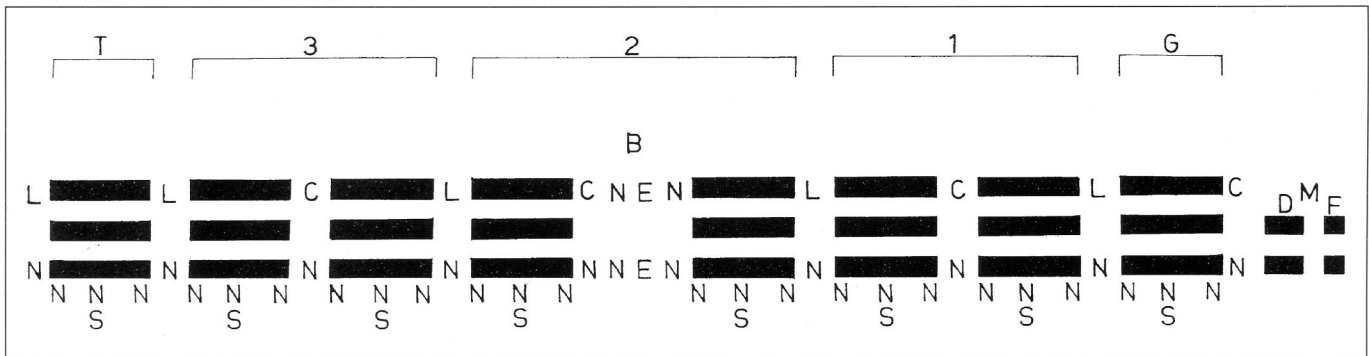 T 3 2 1 G
B
L L C L C N E N L C L C M
D F
N N N N N N E N N N N N
N N N N N N N N N N N N N N N N N N N N N N N N
S S S S S S S S